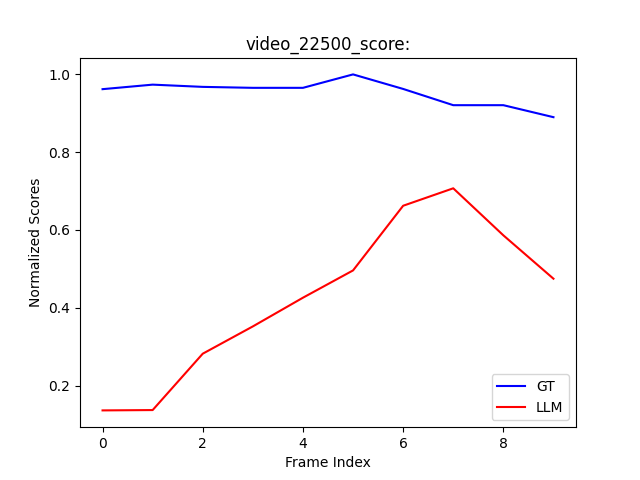 video_22500_score:
Normalized Scores
1.0
0.8
0.6
0.4
0.2
0 2 4 6 8
Frame Index
GT
LLM